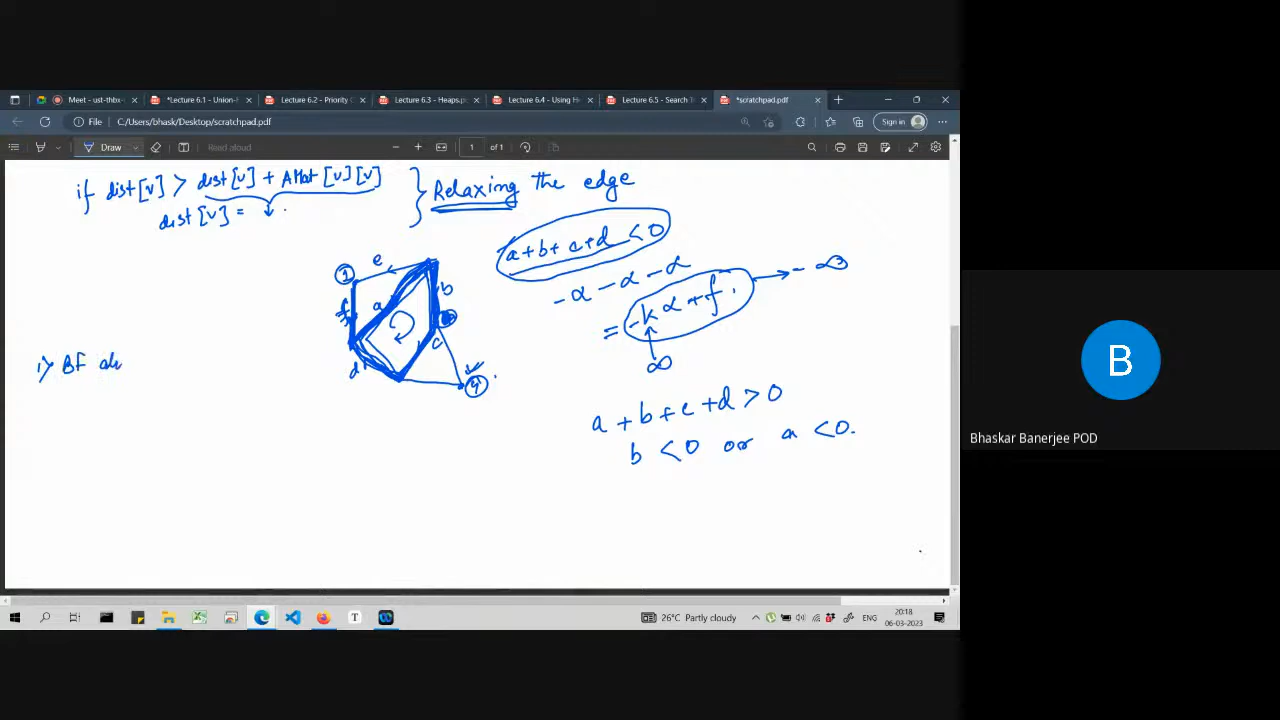 Meet - ust-thbx-
*Lecture 6.1 - Union-F
Lecture 6.2 - Priority Q
Lecture 6.3 - Heaps.pd
Lecture 6.4 - Using He
Lecture 6.5 - Search T
*scratchpad.pdf
File C:/Users/bhask/Desktop/scratchpad.pdf
Sign in
Draw
Read aloud
1 of 1
if dist[v] > dist[v] + AMat[v][v] } Relaxing the edge
dist[v] =
a+b+c+d <0
-α -α -α
= -kα + f. → -∞
∞
1 e
a b
f
c
d
4
1> BF al
a + b + c + d > 0
b <0 or a <0.
B
Bhaskar Banerjee POD
26°C Partly cloudy
ENG
20:18
06-03-2023